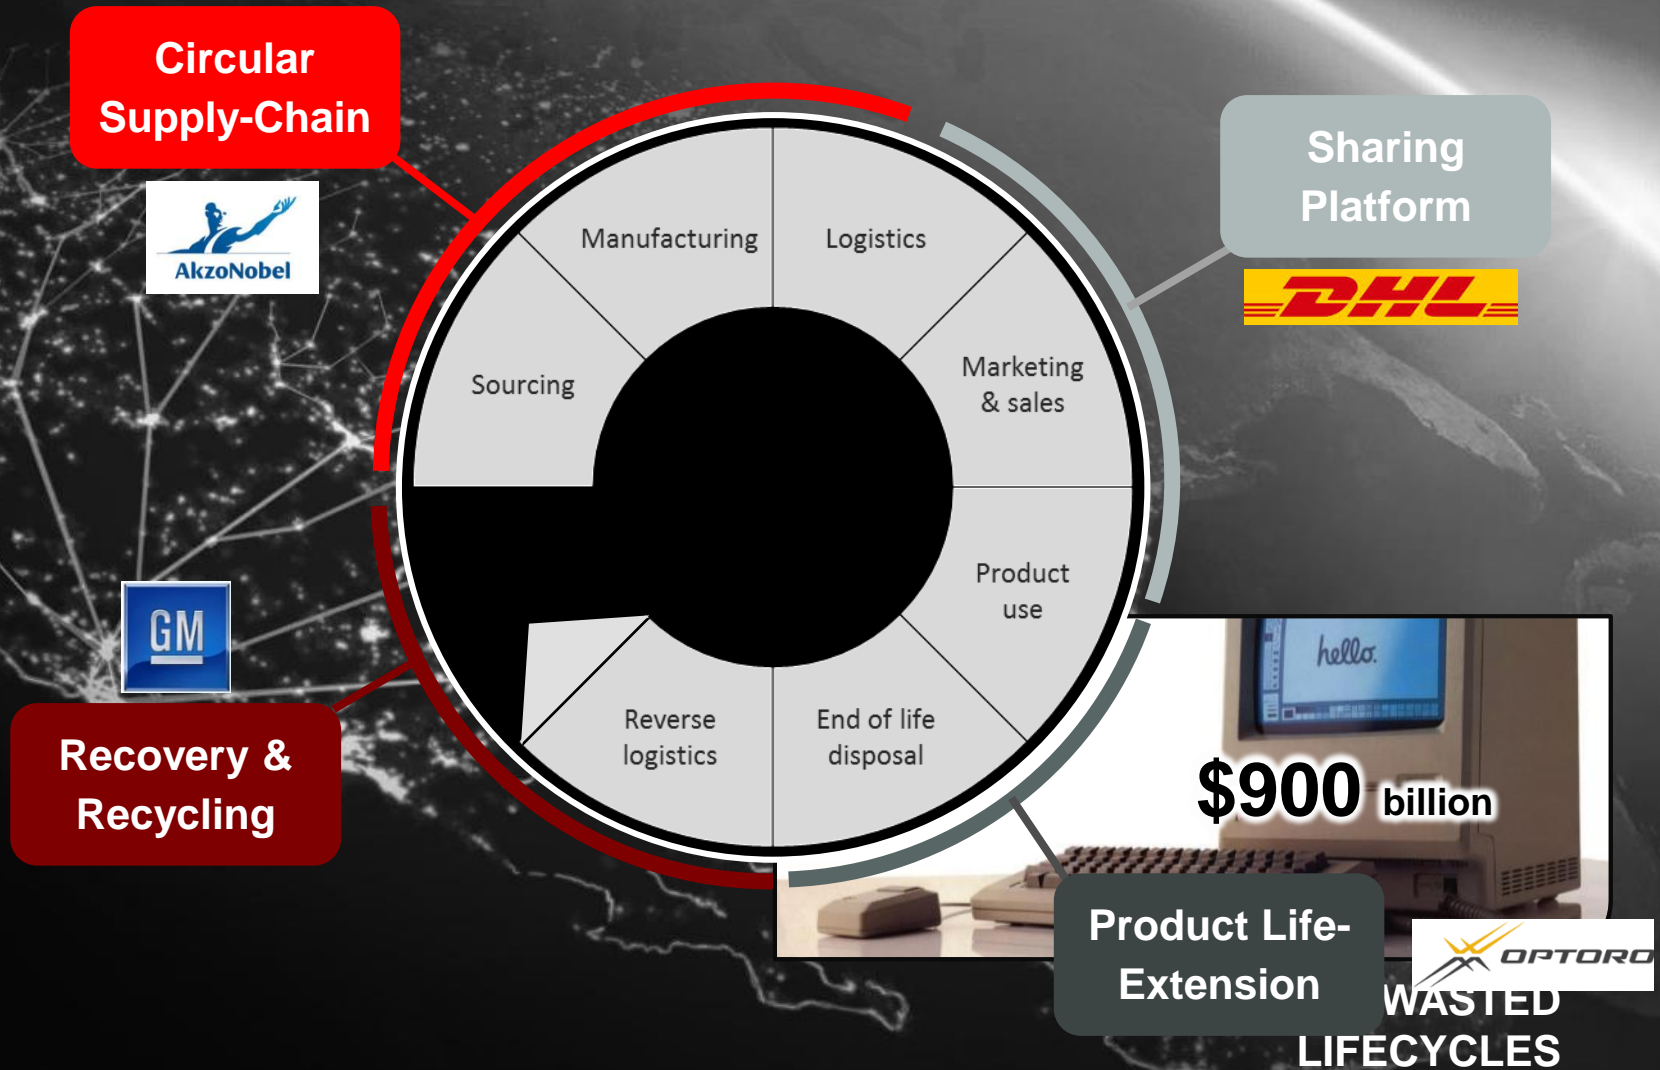 Circular
Supply-Chain
AkzoNobel
Sharing
Platform
DHL
Manufacturing
Logistics
Sourcing
Marketing
& sales
Product
use
GM
hello.
Reverse
logistics
End of life
disposal
Recovery &
Recycling
$900 billion
Product Life-
Extension
OPTORO
WASTED
LIFECYCLES